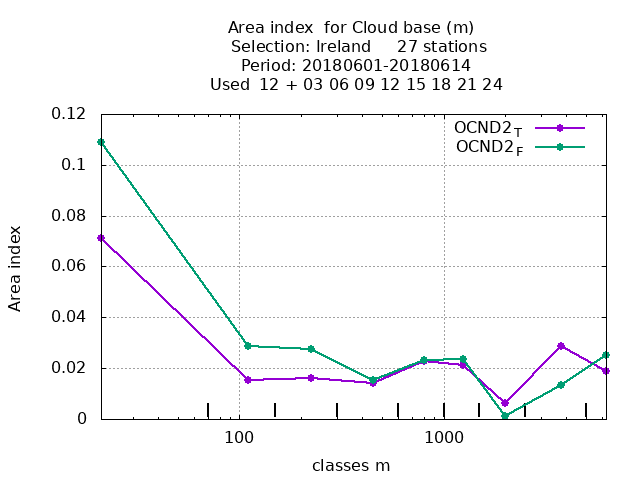 Area index  for Cloud base (m)
Selection: Ireland     27 stations
Period: 20180601-20180614
Used  12 + 03 06 09 12 15 18 21 24
0.12
0.1
0.08
0.06
0.04
0.02
0
Area index
OCND2T
OCND2F
100
1000
classes m